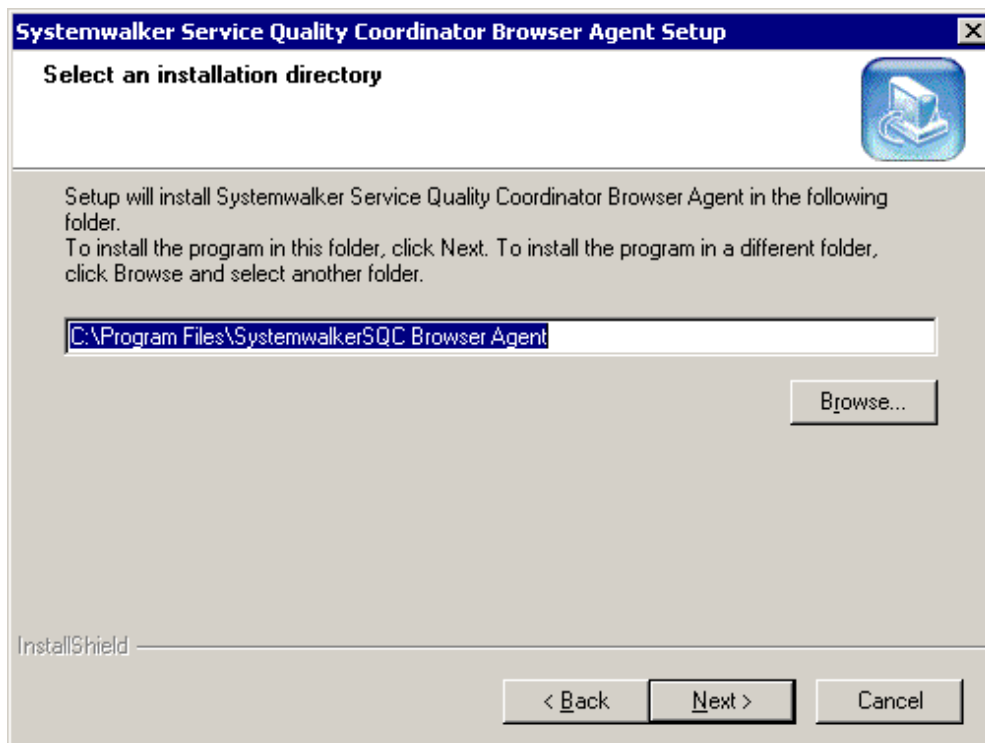 Systemwalker Service Quality Coordinator Browser Agent Setup
Select an installation directory
Setup will install Systemwalker Service Quality Coordinator Browser Agent in the following
folder.
To install the program in this folder, click Next. To install the program in a different folder,
click Browse and select another folder.
C:\Program Files\SystemwalkerSQC Browser Agent
Browse...
InstallShield
< Back
Next >
Cancel